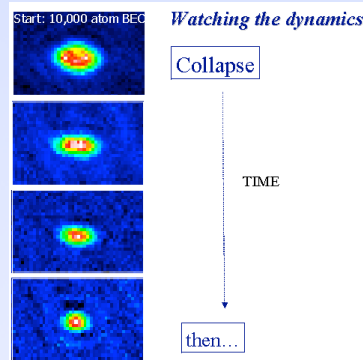 Start: 10,000 atom BEC
Watching the dynamics
Collapse
TIME
then...